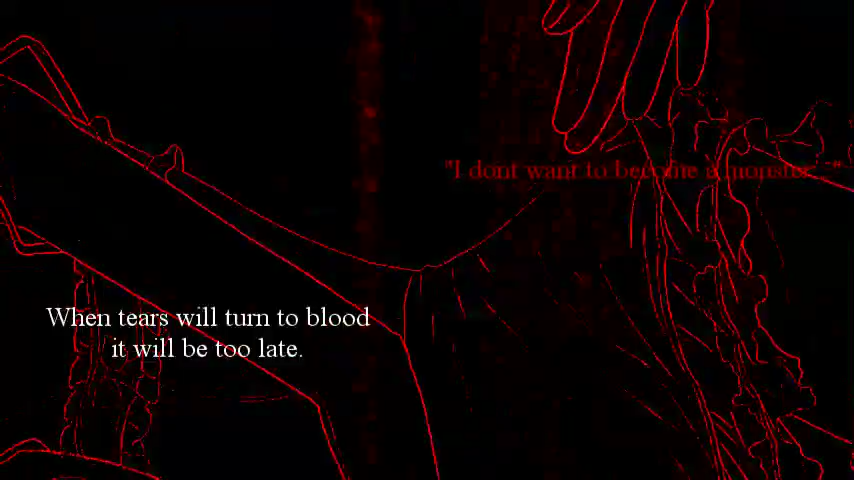 "I dont want to become a monster..."
When tears will turn to blood
it will be too late.